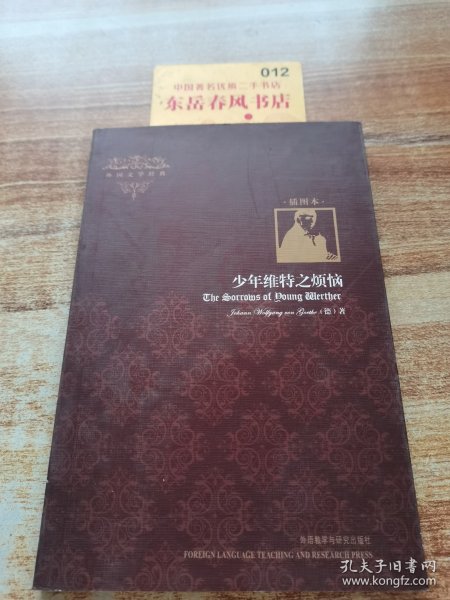 012
中国著名优质二手书店
东岳春风书店
外国文学经典
·插图本·
少年维特之烦恼
The Sorrows of Young Werther
Johann Wolfgang von Goethe（德）著
外语教学与研究出版社
FOREIGN LANGUAGE TEACHING AND RESEARCH PRESS
孔夫子旧书网
www.kongfz.com